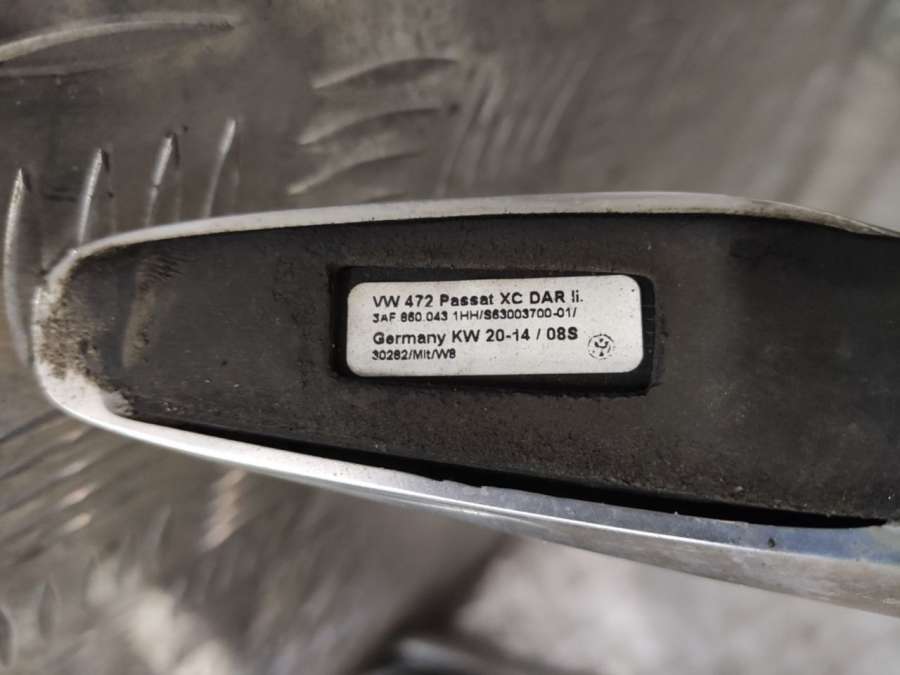 VW 472 Passat XC DAR li.
3AF 860.043 1HH/S63003700-01/
Germany KW 20-14 / 08S
30282/Mit/W8